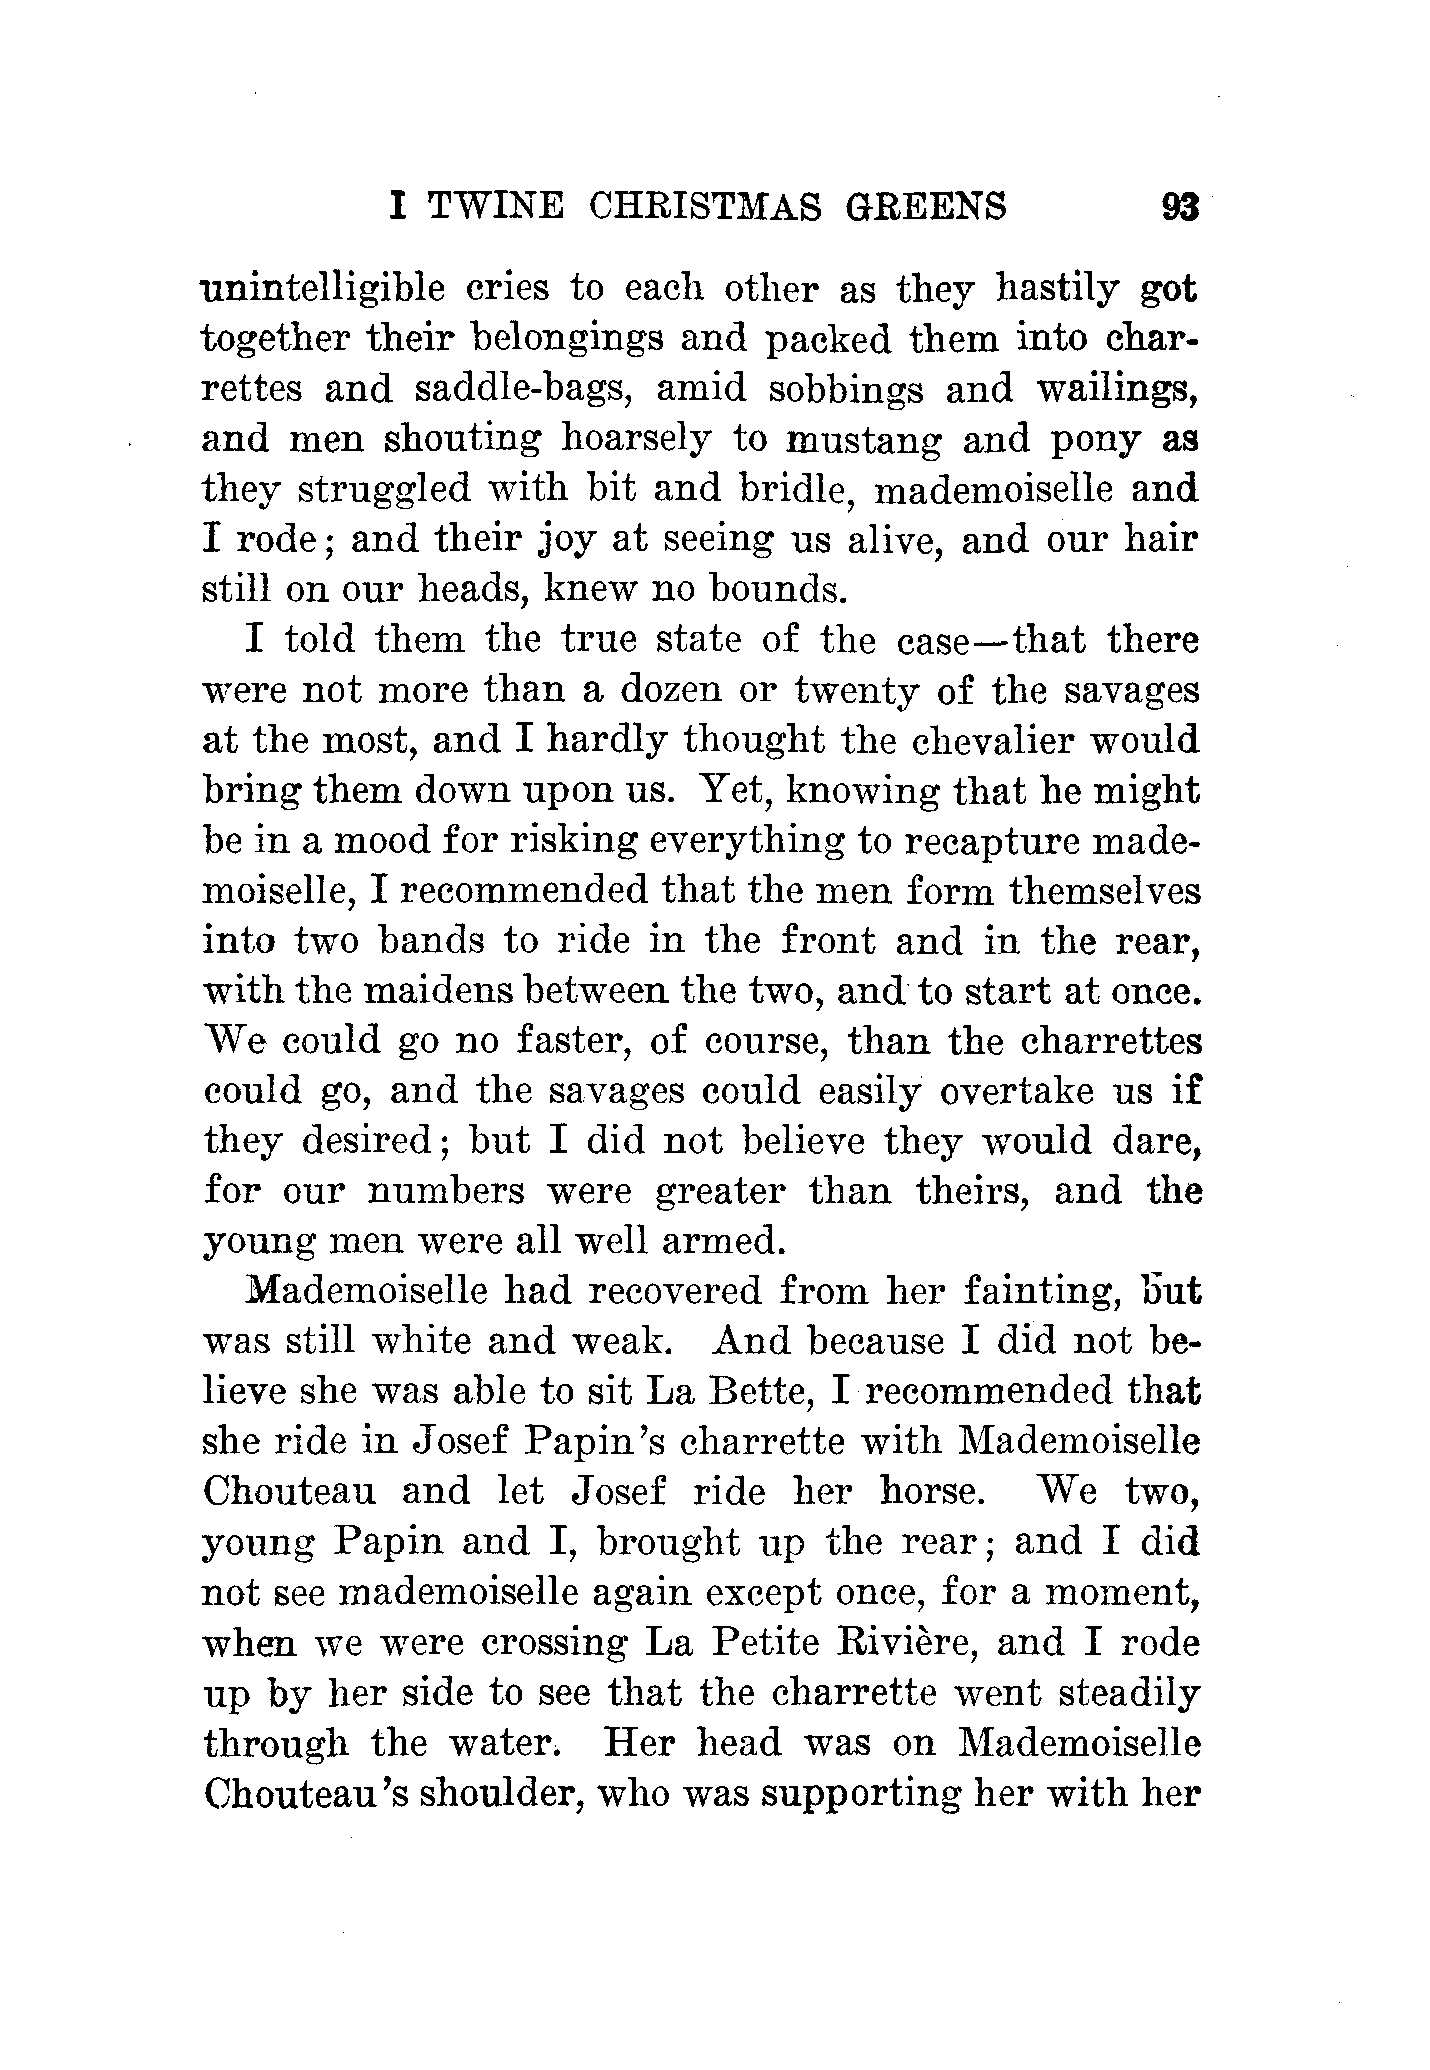 I TWINE CHRISTMAS GREENS 93
unintelligible cries to each other as they hastily got
together their belongings and packed them into char-
rettes and saddle-bags, amid sobbings and wailings,
and men shouting hoarsely to mustang and pony as
they struggled with bit and bridle, mademoiselle and
I rode; and their joy at seeing us alive, and our hair
still on our heads, knew no bounds.
I told them the true state of the case—that there
were not more than a dozen or twenty of the savages
at the most, and I hardly thought the chevalier would
bring them down upon us. Yet, knowing that he might
be in a mood for risking everything to recapture made-
moiselle, I recommended that the men form themselves
into two bands to ride in the front and in the rear,
with the maidens between the two, and to start at once.
We could go no faster, of course, than the charrettes
could go, and the savages could easily overtake us if
they desired; but I did not believe they would dare,
for our numbers were greater than theirs, and the
young men were all well armed.
Mademoiselle had recovered from her fainting, but
was still white and weak. And because I did not be-
lieve she was able to sit La Bette, I recommended that
she ride in Josef Papin's charrette with Mademoiselle
Chouteau and let Josef ride her horse. We two,
young Papin and I, brought up the rear; and I did
not see mademoiselle again except once, for a moment,
when we were crossing La Petite Rivière, and I rode
up by her side to see that the charrette went steadily
through the water. Her head was on Mademoiselle
Chouteau's shoulder, who was supporting her with her